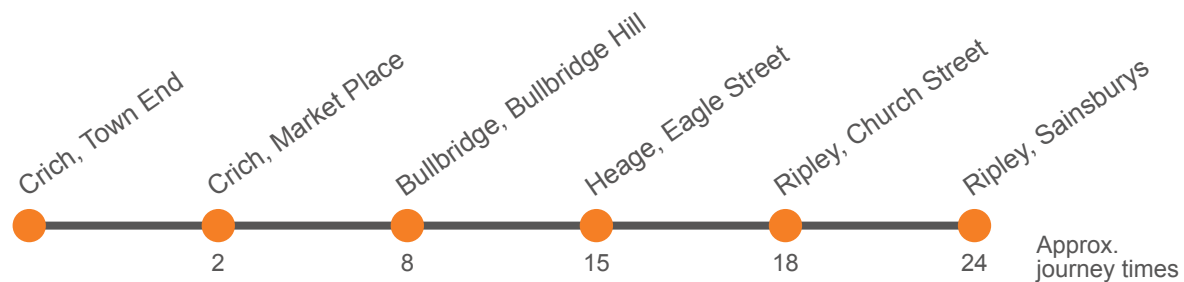 Crich, Town End
Crich, Market Place
Bullbridge, Bullbridge Hill
Heage, Eagle Street
Ripley, Church Street
Ripley, Sainsburys
2
8
15
18
24
Approx.
journey times